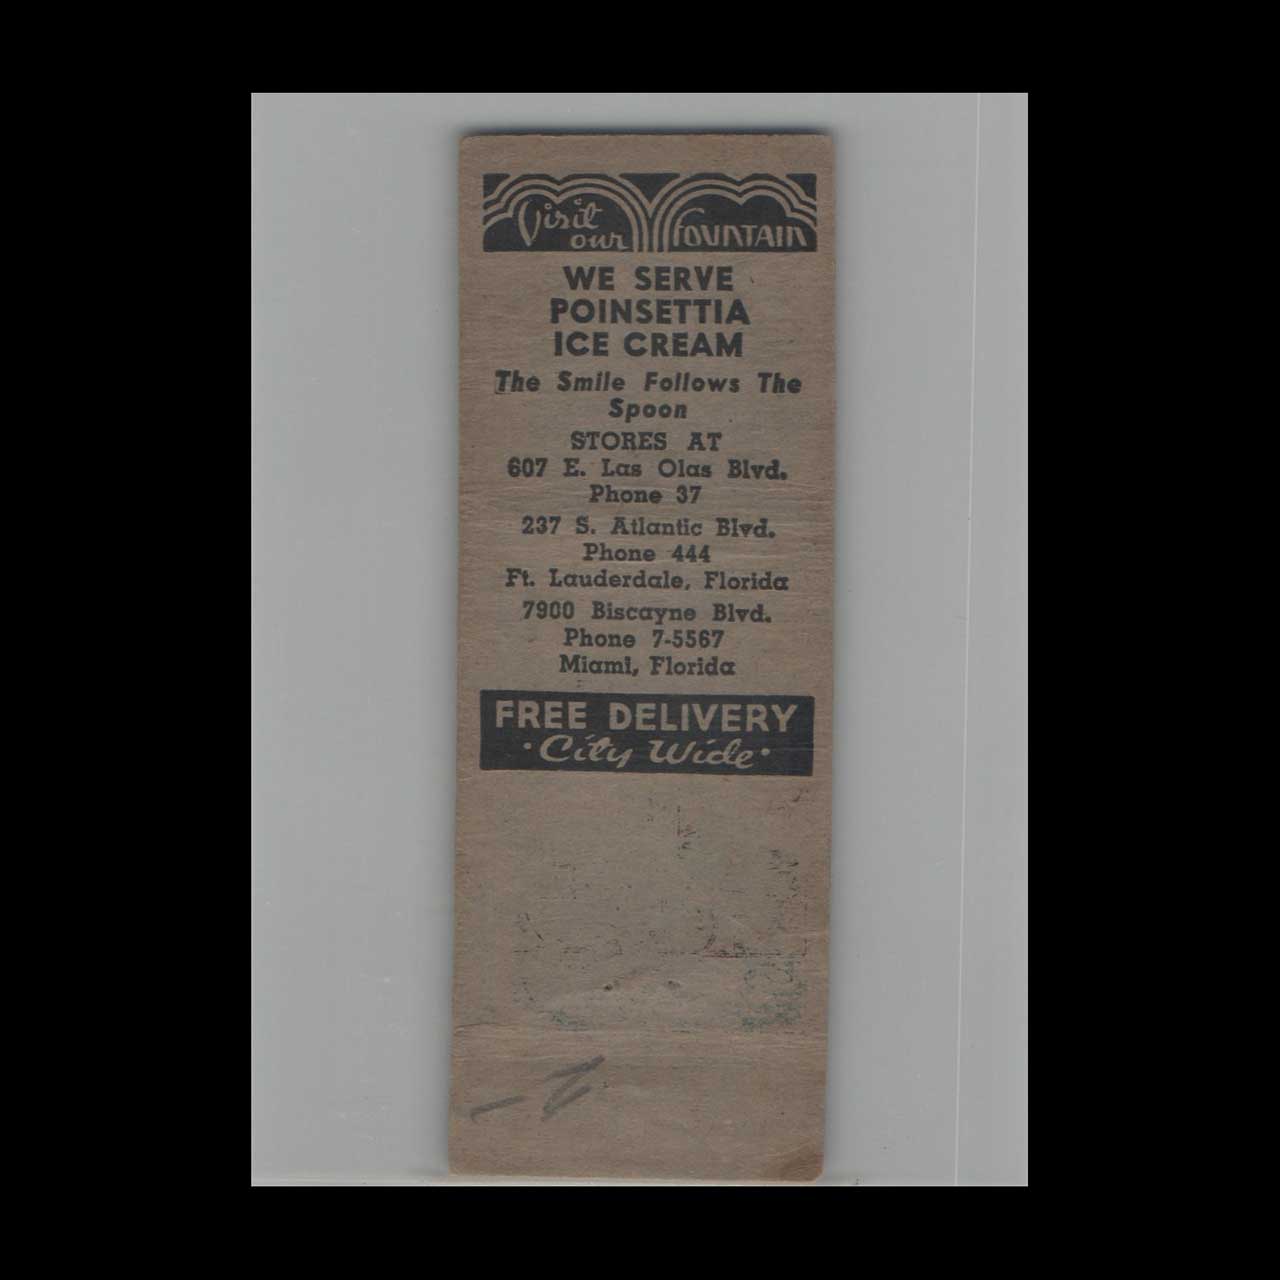 Visit our FOUNTAIN
WE SERVE
POINSETTIA
ICE CREAM
The Smile Follows The
Spoon
STORES AT
607 E. Las Olas Blvd.
Phone 37
237 S. Atlantic Blvd.
Phone 444
Ft. Lauderdale, Florida
7900 Biscayne Blvd.
Phone 7-5567
Miami, Florida
FREE DELIVERY
·City Wide·